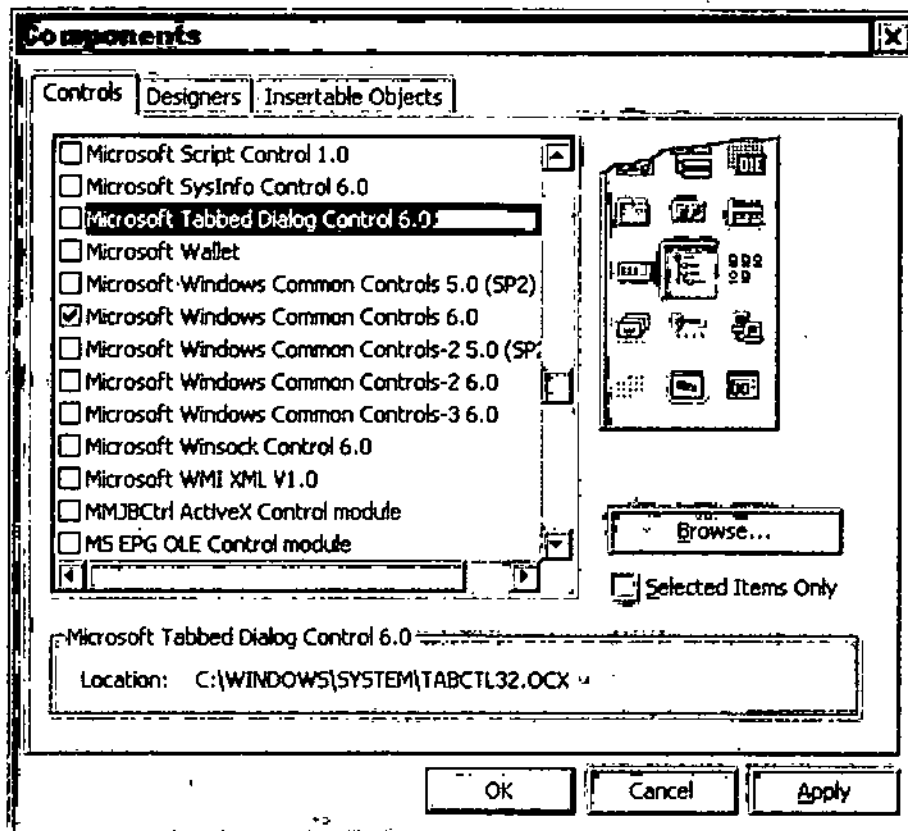 Components
Controls Designers Insertable Objects
Microsoft Script Control 1.0
Microsoft SysInfo Control 6.0
Microsoft Tabbed Dialog Control 6.0
Microsoft Wallet
Microsoft Windows Common Controls 5.0 (SP2)
Microsoft Windows Common Controls 6.0
Microsoft Windows Common Controls-2 5.0 (SP2
Microsoft Windows Common Controls-2 6.0
Microsoft Windows Common Controls-3 6.0
Microsoft Winsock Control 6.0
Microsoft WMI XML V1.0
MMJBCtrl ActiveX Control module
MS EPG OLE Control module
Browse...
Selected Items Only
Microsoft Tabbed Dialog Control 6.0
Location: C:\WINDOWS\SYSTEM\TABCTL32.OCX
OK Cancel Apply